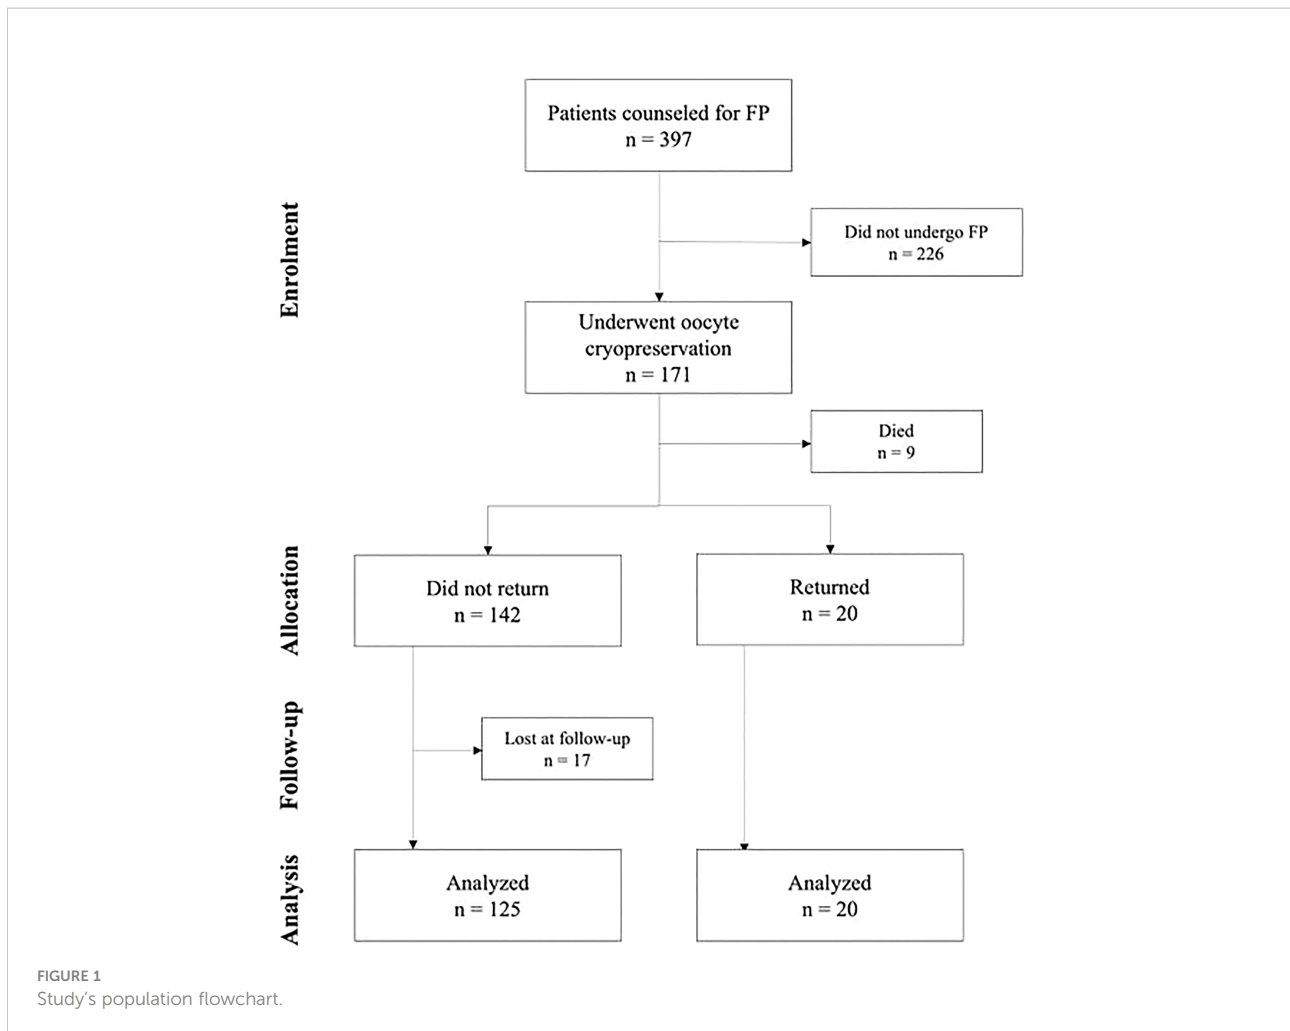 Patients counseled for FP
n = 397
Enrolment
Did not undergo FP
n = 226
Underwent oocyte
cryopreservation
n = 171
Died
n = 9
Allocation
Did not return
n = 142
Returned
n = 20
Follow-up
Lost at follow-up
n = 17
Analysis
Analyzed
n = 125
Analyzed
n = 20
FIGURE 1
Study's population flowchart.